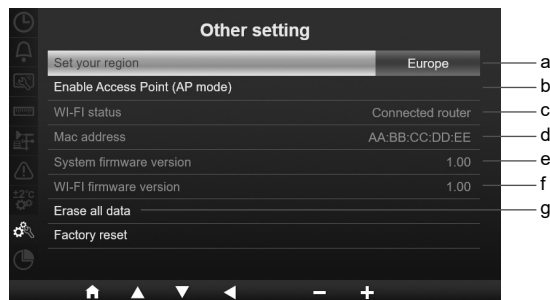 Other setting
Set your region Europe a
Enable Access Point (AP mode) b
WI-FI status Connected router c
Mac address AA:BB:CC:DD:EE d
System firmware version 1.00 e
WI-FI firmware version 1.00 f
Erase all data g
Factory reset
±2°c